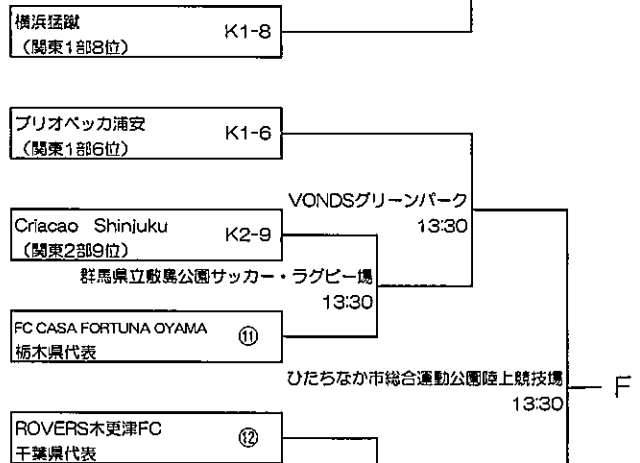 横浜猛蹴 K1-8
（関東1部8位）
ブリオベッカ浦安 K1-6
（関東1部6位）
VONDSグリーンパーク
13:30
Criacao Shinjuku K2-9
（関東2部9位）
群馬県立敷島公園サッカー・ラグビー場
13:30
FC CASA FORTUNA OYAMA ⑪
栃木県代表
ひたちなか市総合運動公園陸上競技場
13:30
F
ROVERS木更津FC ⑫
千葉県代表